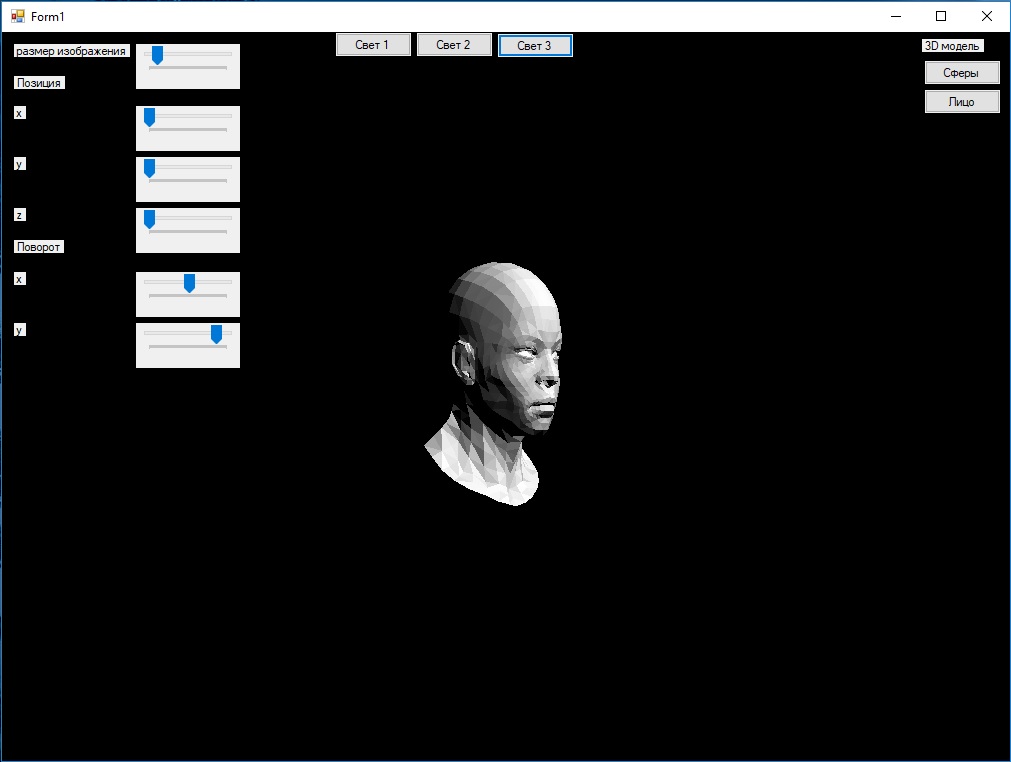 Form1
размер изображения
Свет 1
Свет 2
Свет 3
3D модель
Сферы
Позиция
Лицо
x
y
z
Поворот
x
y